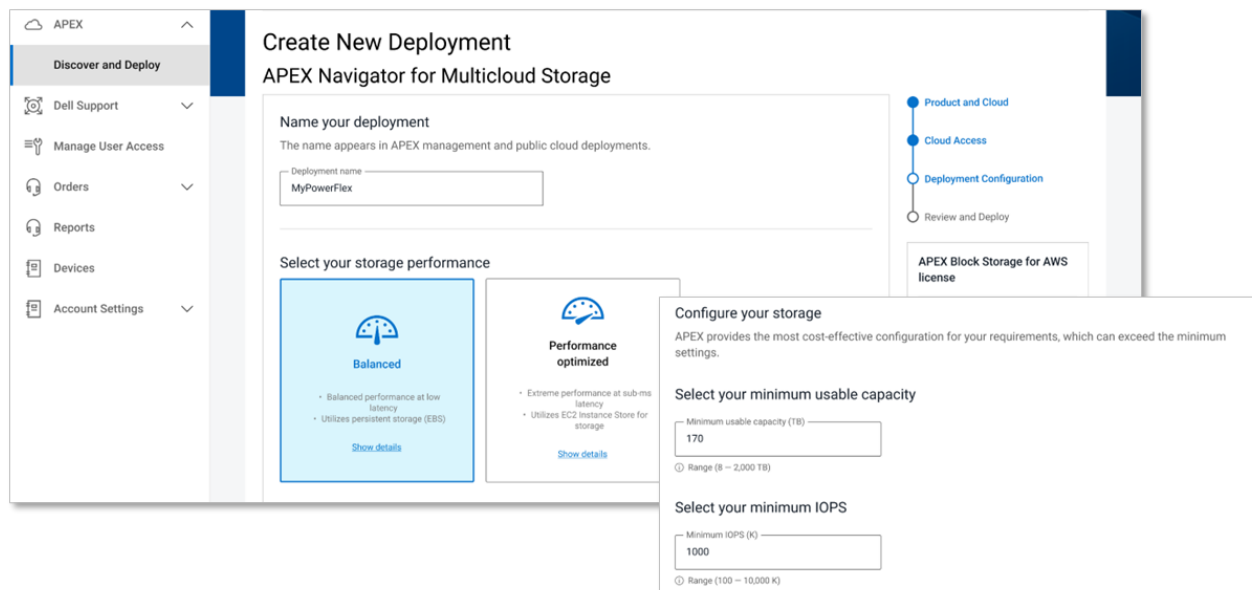 APEX
Discover and Deploy
Dell Support
Manage User Access
Orders
Reports
Devices
Account Settings
Create New Deployment
APEX Navigator for Multicloud Storage
Name your deployment
The name appears in APEX management and public cloud deployments.
Deployment name
MyPowerFlex
Select your storage performance
Balanced
• Balanced performance at low
latency
• Utilizes persistent storage (EBS)
Show details
Performance
optimized
• Extreme performance at sub-ms
latency
• Utilizes EC2 Instance Store for
storage
Show details
Product and Cloud
Cloud Access
Deployment Configuration
Review and Deploy
APEX Block Storage for AWS
license
Configure your storage
APEX provides the most cost-effective configuration for your requirements, which can exceed the minimum
settings.
Select your minimum usable capacity
Minimum usable capacity (TB)
170
Range (8 – 2,000 TB)
Select your minimum IOPS
Minimum IOPS (K)
1000
Range (100 – 10,000 K)